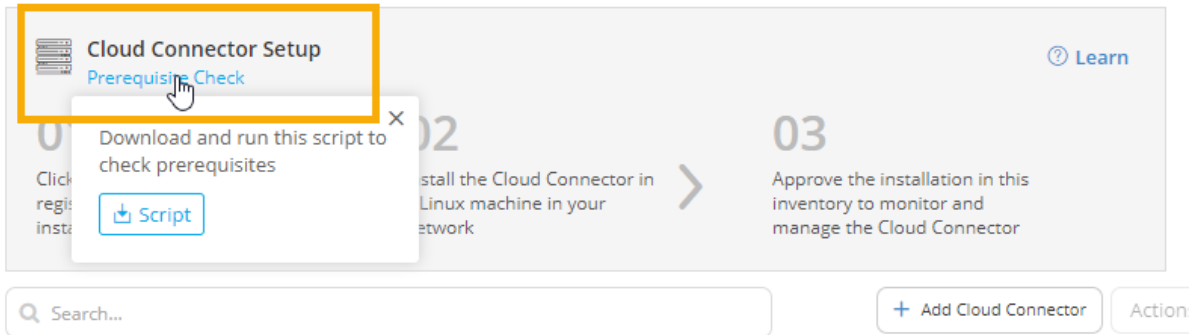 Cloud Connector Setup
Prerequisite Check
Learn
Download and run this script to
check prerequisites
Script
02
stall the Cloud Connector in
Linux machine in your
etwork
03
Approve the installation in this
inventory to monitor and
manage the Cloud Connector
Search...
+ Add Cloud Connector
Actions